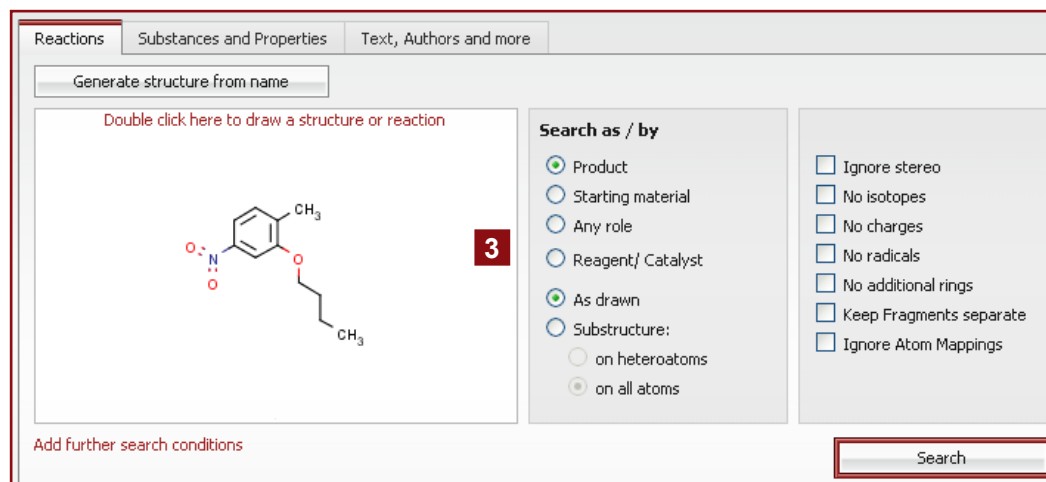 Reactions
Substances and Properties
Text, Authors and more
Generate structure from name
Double click here to draw a structure or reaction
CH3
O
N
O
O
CH3
3
Search as / by
Product
Starting material
Any role
Reagent/ Catalyst
As drawn
Substructure:
on heteroatoms
on all atoms
Ignore stereo
No isotopes
No charges
No radicals
No additional rings
Keep Fragments separate
Ignore Atom Mappings
Add further search conditions
Search